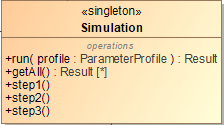 «singleton»
Simulation
operations
+run( profile : ParameterProfile ) : Result
+getAll() : Result [*]
+step1()
+step2()
+step3()